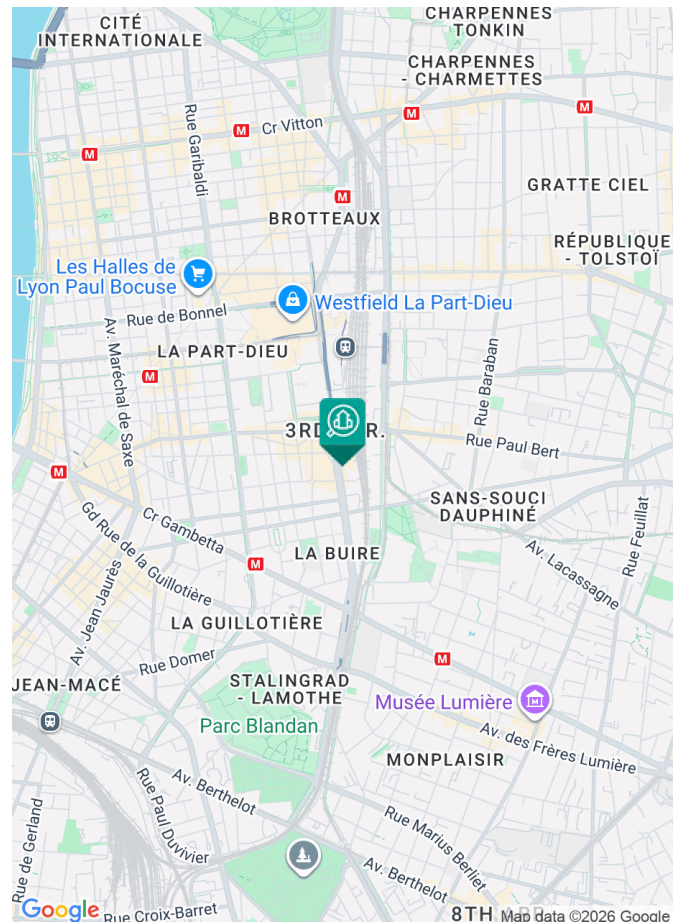 CITÉ
INTERNATIONALE
CHARPENNES
TONKIN
CHARPENNES
- CHARMETTES
M
Cr Vitton
M
M
M
Rue Garibaldi
M
GRATTE CIEL
BROTTEAUX
RÉPUBLIQUE
- TOLSTOÏ
Les Halles de
Lyon Paul Bocuse
Westfield La Part-Dieu
Rue de Bonnel
LA PART-DIEU
Av. Maréchal de Saxe
M
Rue Baraban
3RD
R.
Rue Paul Bert
M
SANS-SOUCI
DAUPHINÉ
Gd Rue de la Guillotière
Cr Gambetta
Rue Feuillat
LA BUIRE
Av. Lacassagne
M
Av. Jean Jaurès
LA GUILLOTIÈRE
Rue Domer
M
JEAN-MACÉ
STALINGRAD
- LAMOTHE
Musée Lumière
Parc Blandan
Av. des Frères Lumière
MONPLAISIR
Av. Berthelot
Rue Paul Duvivier
Rue Marius Berliet
Rue de Gerland
Av. Berthelot
Google
Rue Croix-Barret
8TH ARR.
Map data ©2026 Google